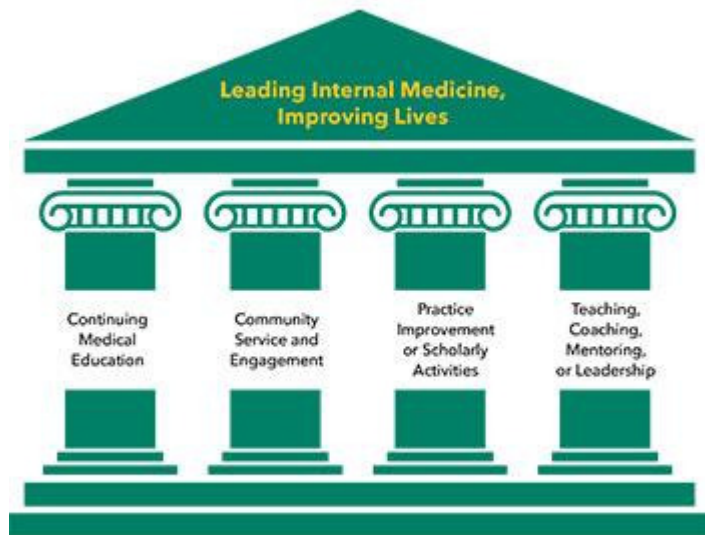 Leading Internal Medicine,
Improving Lives
Continuing
Medical
Education
Community
Service and
Engagement
Practice
Improvement
or Scholarly
Activities
Teaching,
Coaching,
Mentoring,
or Leadership